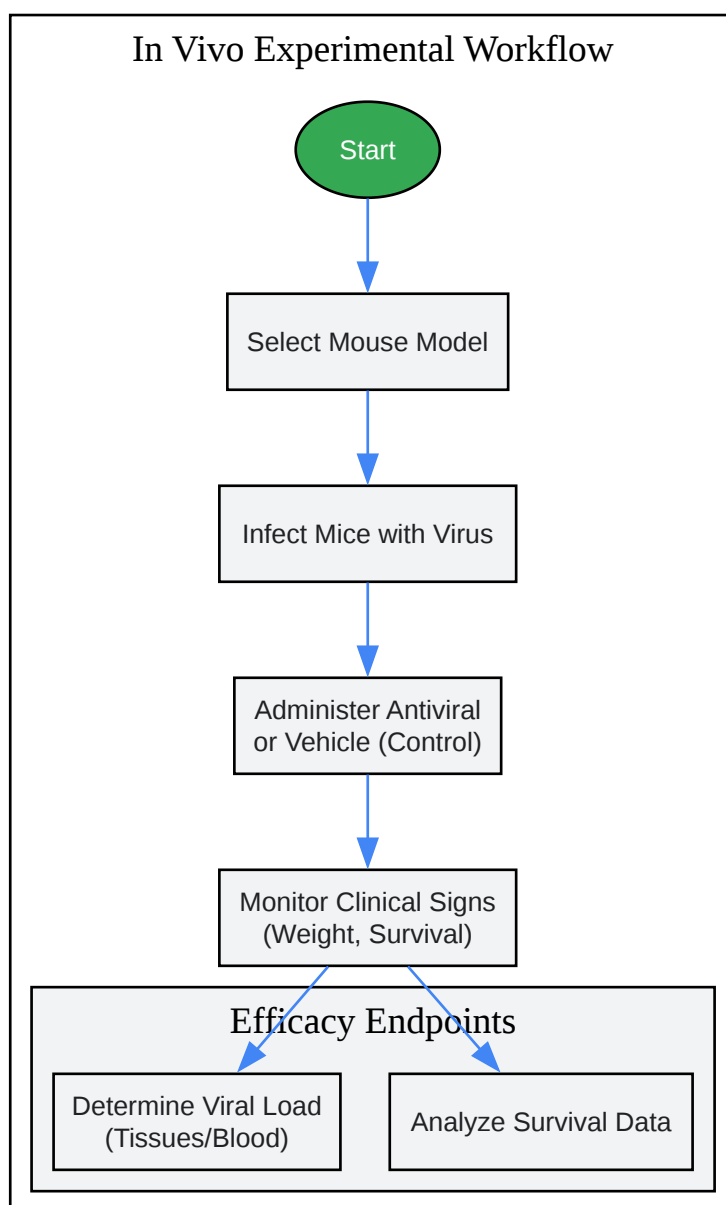 In Vivo Experimental Workflow
Start
Select Mouse Model
Infect Mice with Virus
Administer Antiviral
or Vehicle (Control)
Monitor Clinical Signs
(Weight, Survival)
Efficacy Endpoints
Determine Viral Load
(Tissues/Blood)
Analyze Survival Data